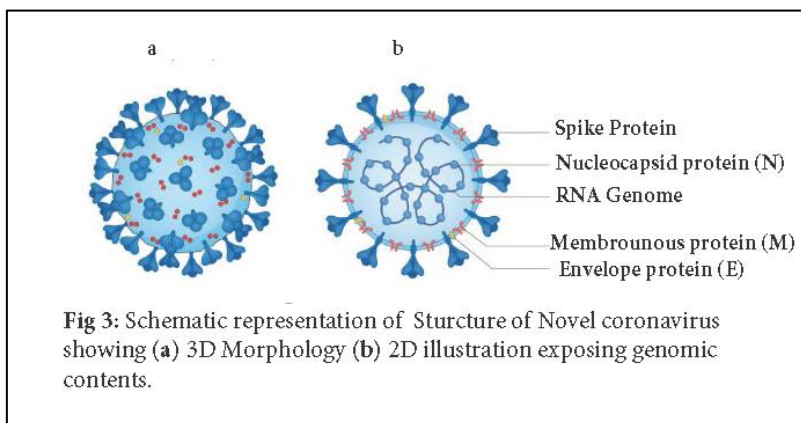 a
b
Spike Protein
Nucleocapsid protein (N)
RNA Genome
Membrounous protein (M)
Envelope protein (E)
Fig 3: Schematic representation of Sturcture of Novel coronavirus
showing (a) 3D Morphology (b) 2D illustration exposing genomic
contents.